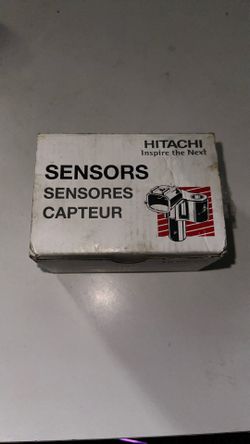 HITACHI
Inspire the Next
SENSORS
SENSORES
CAPTEUR